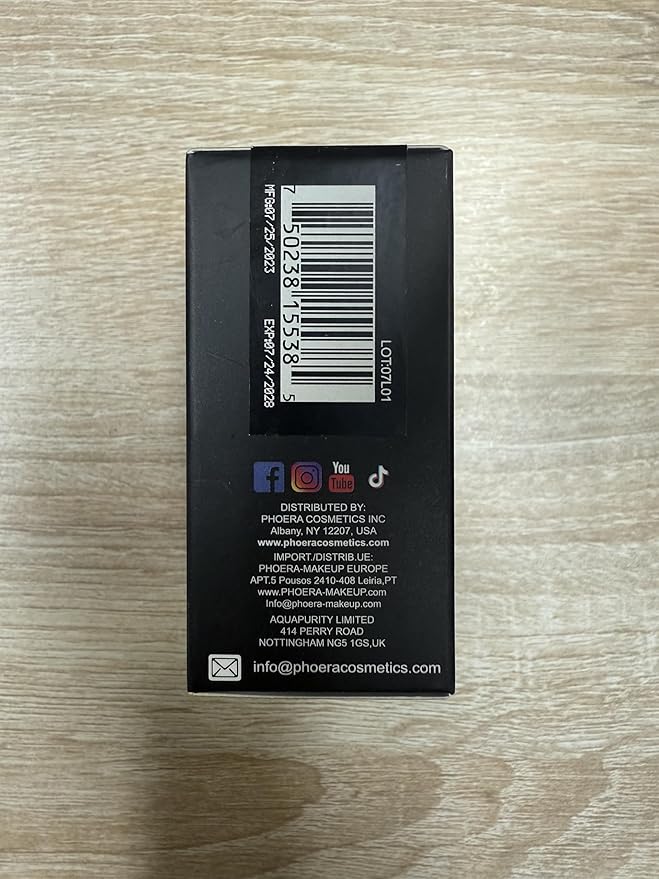 MFG:07/25/2023 EXP:07/24/2028
7 50238 15538 5
LOT:07L01
You
Tube
DISTRIBUTED BY:
PHOERA COSMETICS INC
Albany, NY 12207, USA
www.phoeracosmetics.com
IMPORT./DISTRIB.UE:
PHOERA-MAKEUP EUROPE
APT.5 Pousos 2410-408 Leiria,PT
www.PHOERA-MAKEUP.com
Info@phoera-makeup.com
AQUAPURITY LIMITED
414 PERRY ROAD
NOTTINGHAM NG5 1GS,UK
info@phoeracosmetics.com